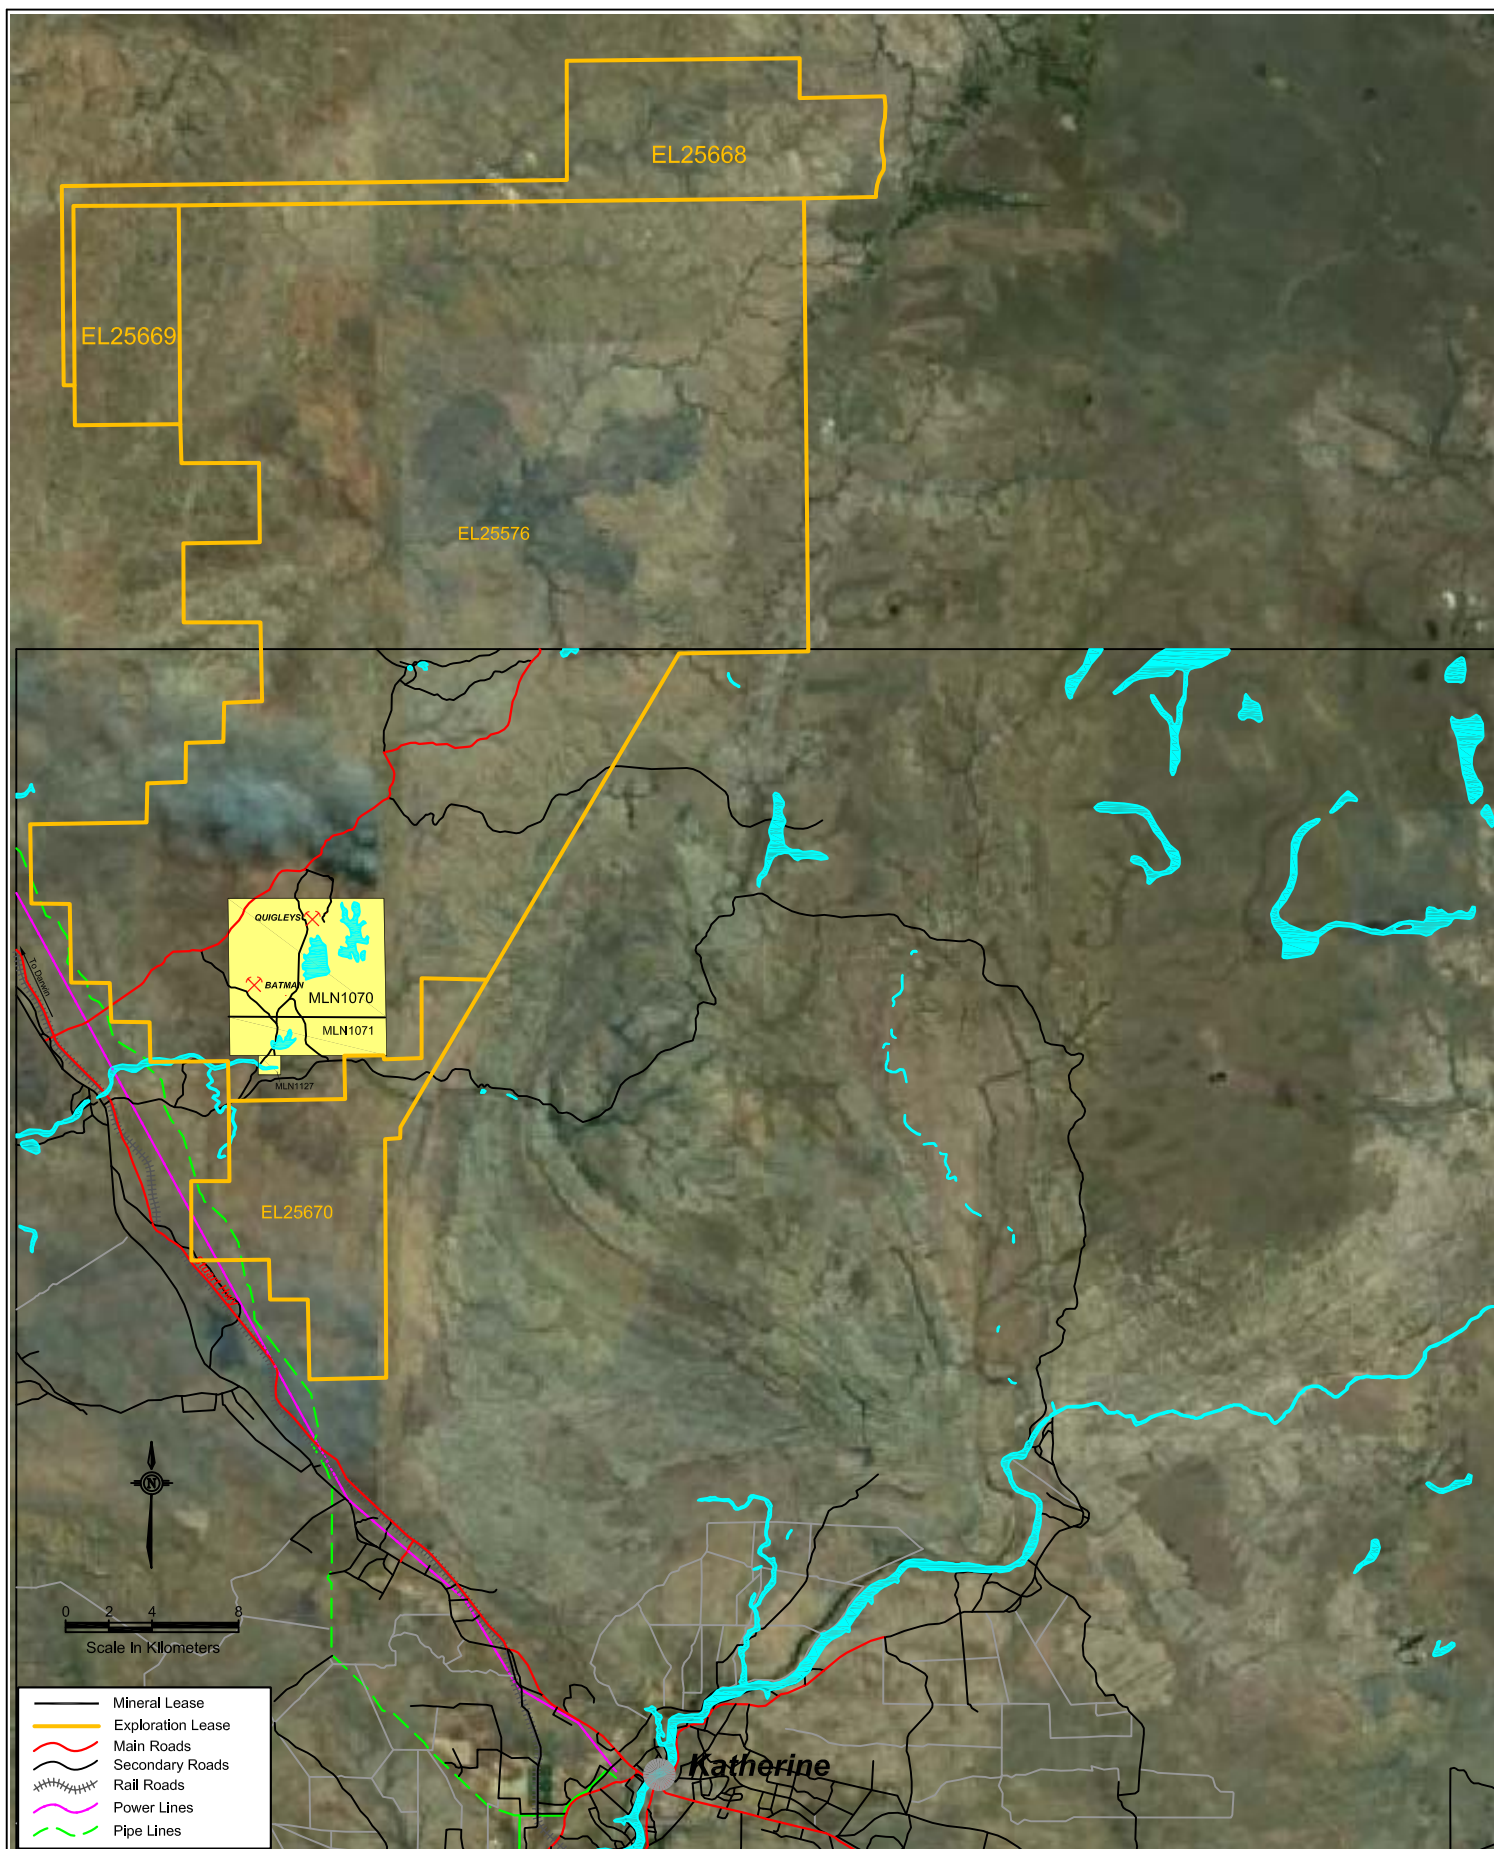 EL25668
EL25669
EL25576
QUIGLEYS
BATMAN
MLN1070
MLN1071
MLN1127
To Darwin
EL25670
N
0 2 4 8
Scale In Kilometers
Mineral Lease
Exploration Lease
Main Roads
Secondary Roads
Rail Roads
Power Lines
Pipe Lines
Katherine